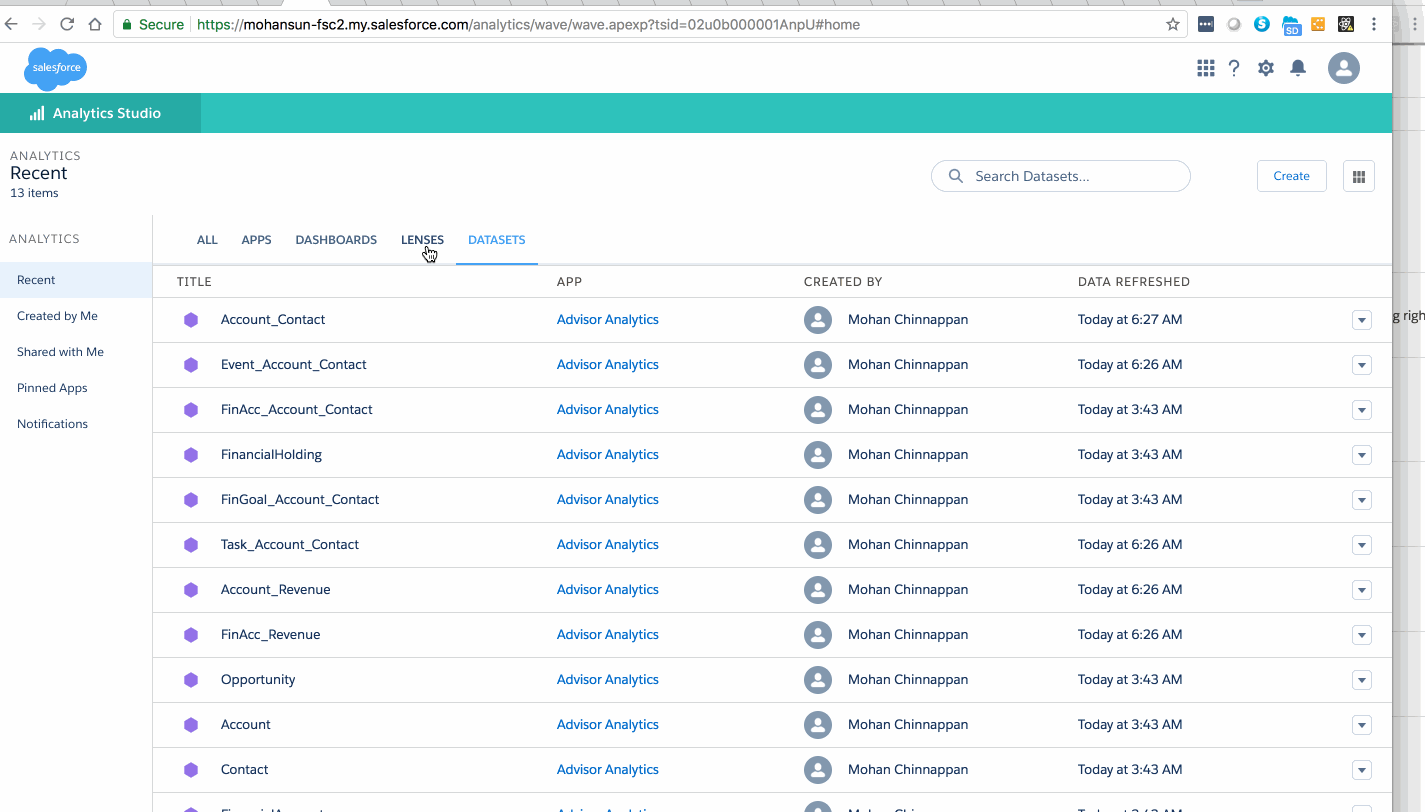 Secure https://mohansun-fsc2.my.salesforce.com/analytics/wave/wave.apexp?tsid=02u0b000001AnpU#home
SD
salesforce
?
Analytics Studio
ANALYTICS
Recent
13 items
Search Datasets...
Create
ANALYTICS
Recent
Created by Me
Shared with Me
Pinned Apps
Notifications
ALL APPS DASHBOARDS LENSES DATASETS
TITLE APP CREATED BY DATA REFRESHED
Account_Contact Advisor Analytics Mohan Chinnappan Today at 6:27 AM
Event_Account_Contact Advisor Analytics Mohan Chinnappan Today at 6:26 AM
FinAcc_Account_Contact Advisor Analytics Mohan Chinnappan Today at 3:43 AM
FinancialHolding Advisor Analytics Mohan Chinnappan Today at 3:43 AM
FinGoal_Account_Contact Advisor Analytics Mohan Chinnappan Today at 3:43 AM
Task_Account_Contact Advisor Analytics Mohan Chinnappan Today at 6:26 AM
Account_Revenue Advisor Analytics Mohan Chinnappan Today at 6:26 AM
FinAcc_Revenue Advisor Analytics Mohan Chinnappan Today at 6:26 AM
Opportunity Advisor Analytics Mohan Chinnappan Today at 3:43 AM
Account Advisor Analytics Mohan Chinnappan Today at 3:43 AM
Contact Advisor Analytics Mohan Chinnappan Today at 3:43 AM
g righ